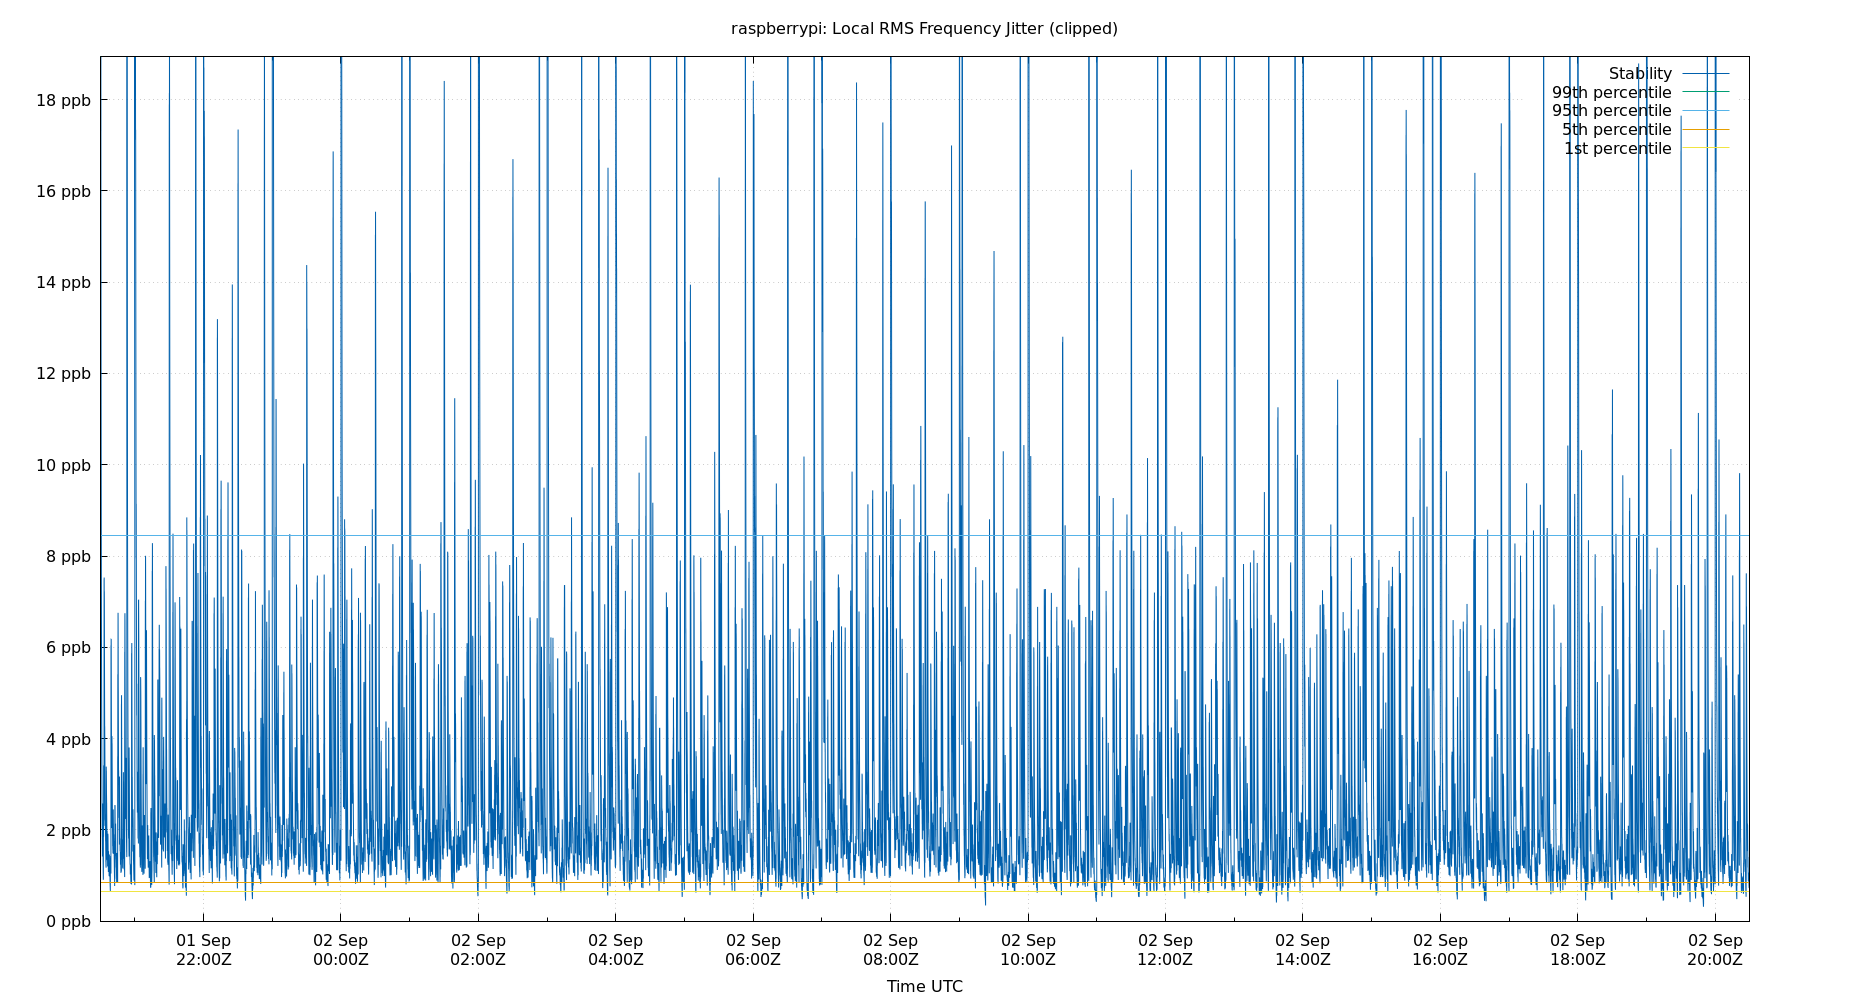 raspberrypi: Local RMS Frequency Jitter (clipped)
Stability
99th percentile
95th percentile
5th percentile
1st percentile
18 ppb
16 ppb
14 ppb
12 ppb
10 ppb
8 ppb
6 ppb
4 ppb
2 ppb
0 ppb
01 Sep 02 Sep 02 Sep 02 Sep 02 Sep 02 Sep 02 Sep 02 Sep 02 Sep 02 Sep 02 Sep 02 Sep
22:00Z 00:00Z 02:00Z 04:00Z 06:00Z 08:00Z 10:00Z 12:00Z 14:00Z 16:00Z 18:00Z 20:00Z
Time UTC